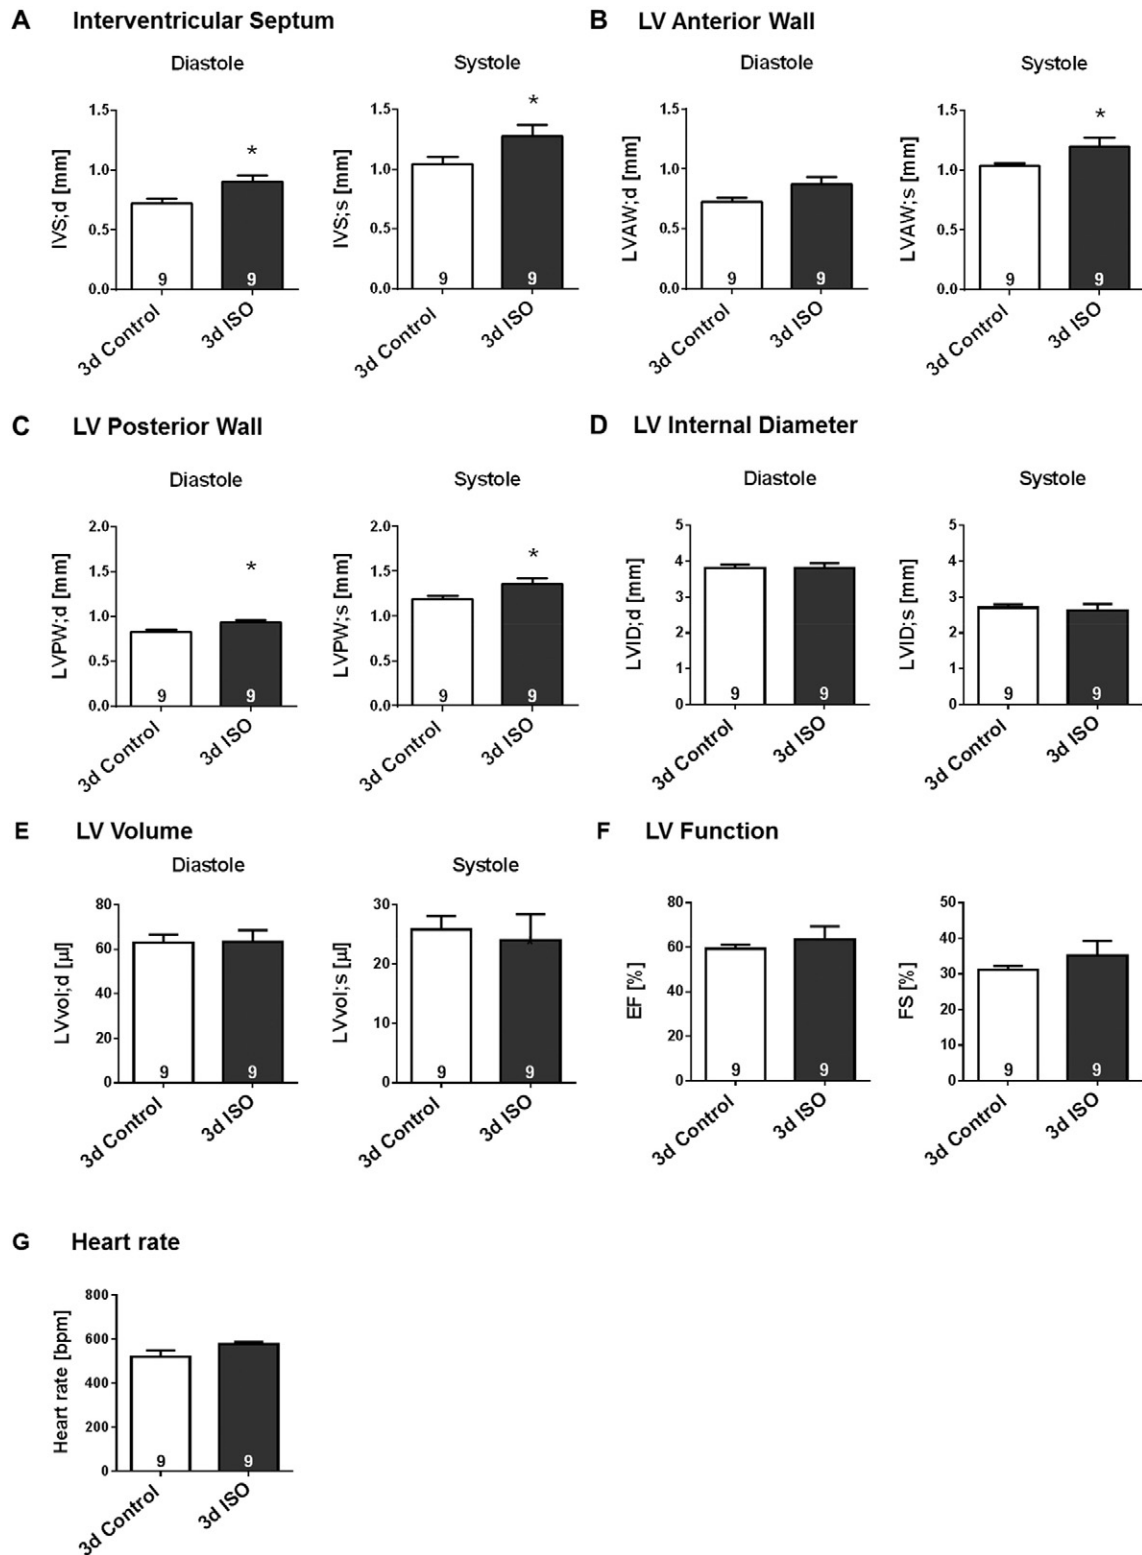 A Interventricular Septum
B LV Anterior Wall
Diastole
Systole
Diastole
Systole
*
*
*
IVS;d [mm]
1.5
1.0
0.5
0.0
9
9
3d Control
3d ISO
IVS;s [mm]
1.5
1.0
0.5
0.0
9
9
3d Control
3d ISO
LVAW;d [mm]
1.5
1.0
0.5
0.0
9
9
3d Control
3d ISO
LVAW;s [mm]
1.5
1.0
0.5
0.0
9
9
3d Control
3d ISO
C LV Posterior Wall
D LV Internal Diameter
Diastole
Systole
Diastole
Systole
*
*
LVPW;d [mm]
2.0
1.5
1.0
0.5
0.0
9
9
3d Control
3d ISO
LVPW;s [mm]
2.0
1.5
1.0
0.5
0.0
9
9
3d Control
3d ISO
LVID;d [mm]
5
4
3
2
1
0
9
9
3d Control
3d ISO
LVID;s [mm]
5
4
3
2
1
0
9
9
3d Control
3d ISO
E LV Volume
F LV Function
Diastole
Systole
LVvol;d [µl]
80
60
40
20
0
9
9
3d Control
3d ISO
LVvol;s [µl]
30
20
10
0
9
9
3d Control
3d ISO
EF [%]
80
60
40
20
0
9
9
3d Control
3d ISO
FS [%]
50
40
30
20
10
0
9
9
3d Control
3d ISO
G Heart rate
Heart rate [bpm]
800
600
400
200
0
9
9
3d Control
3d ISO